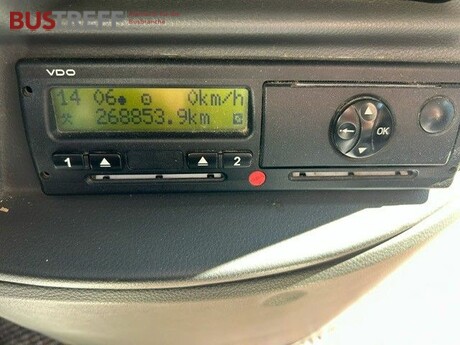 BUSTREFF
VDO
14 06 0km/h
268853.9km
1 2
OK